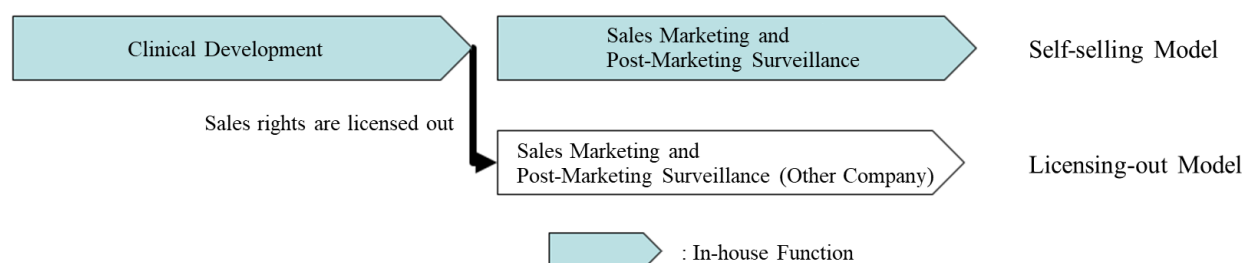 Clinical Development
Sales Marketing and
Post-Marketing Surveillance
Self-selling Model
Sales rights are licensed out
Sales Marketing and
Post-Marketing Surveillance (Other Company)
Licensing-out Model
: In-house Function